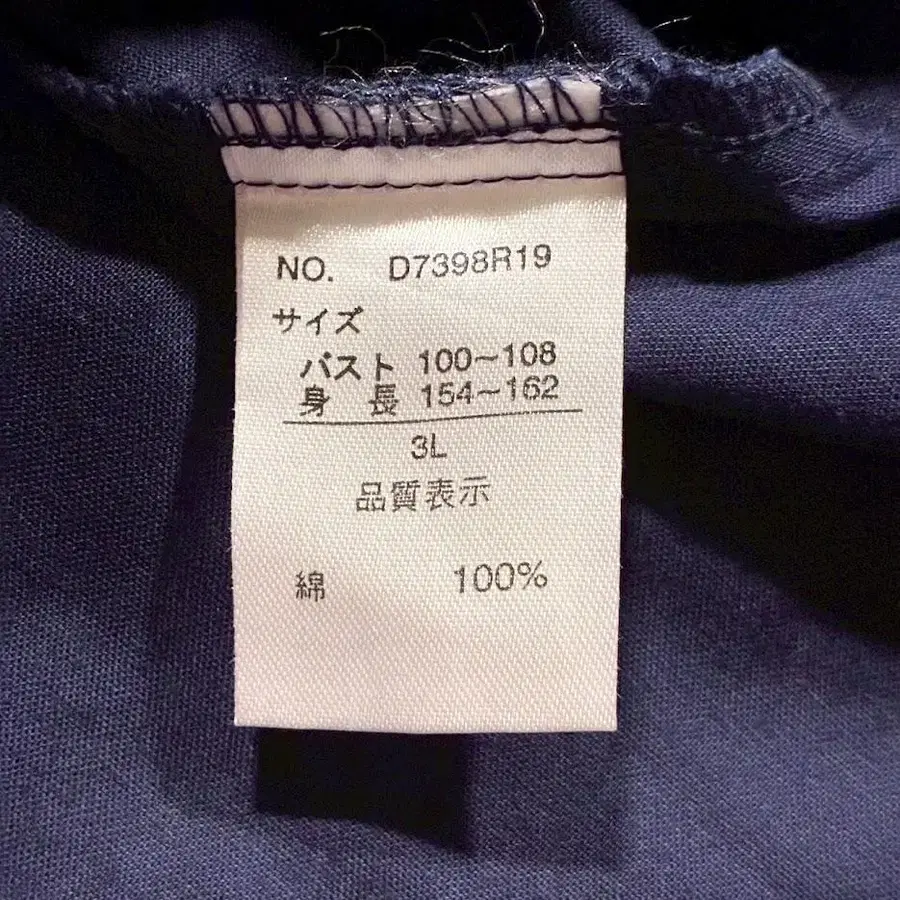 NO. D7398R19
サイズ
バスト 100~108
身 長 154~162
3L
品質表示
綿 100%